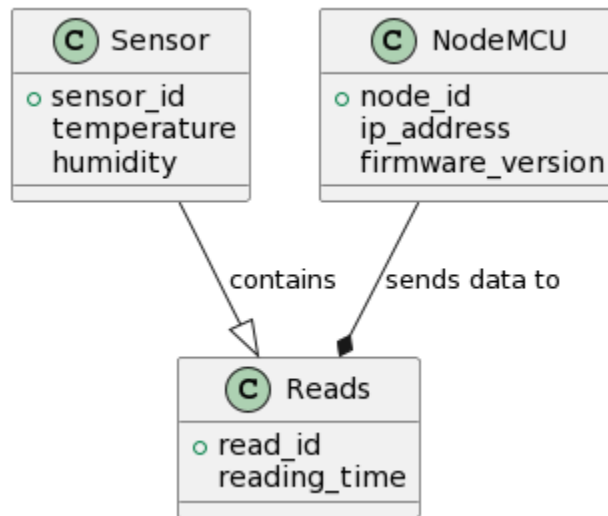 C Sensor
sensor_id
temperature
humidity
C NodeMCU
node_id
ip_address
firmware_version
contains
sends data to
C Reads
read_id
reading_time